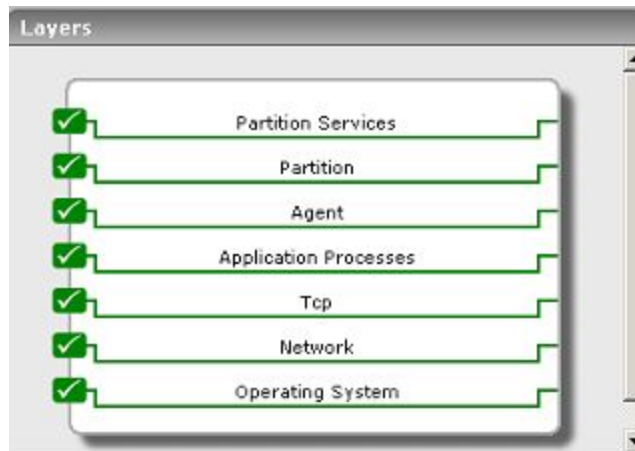 Layers
Partition Services
Partition
Agent
Application Processes
Tcp
Network
Operating System